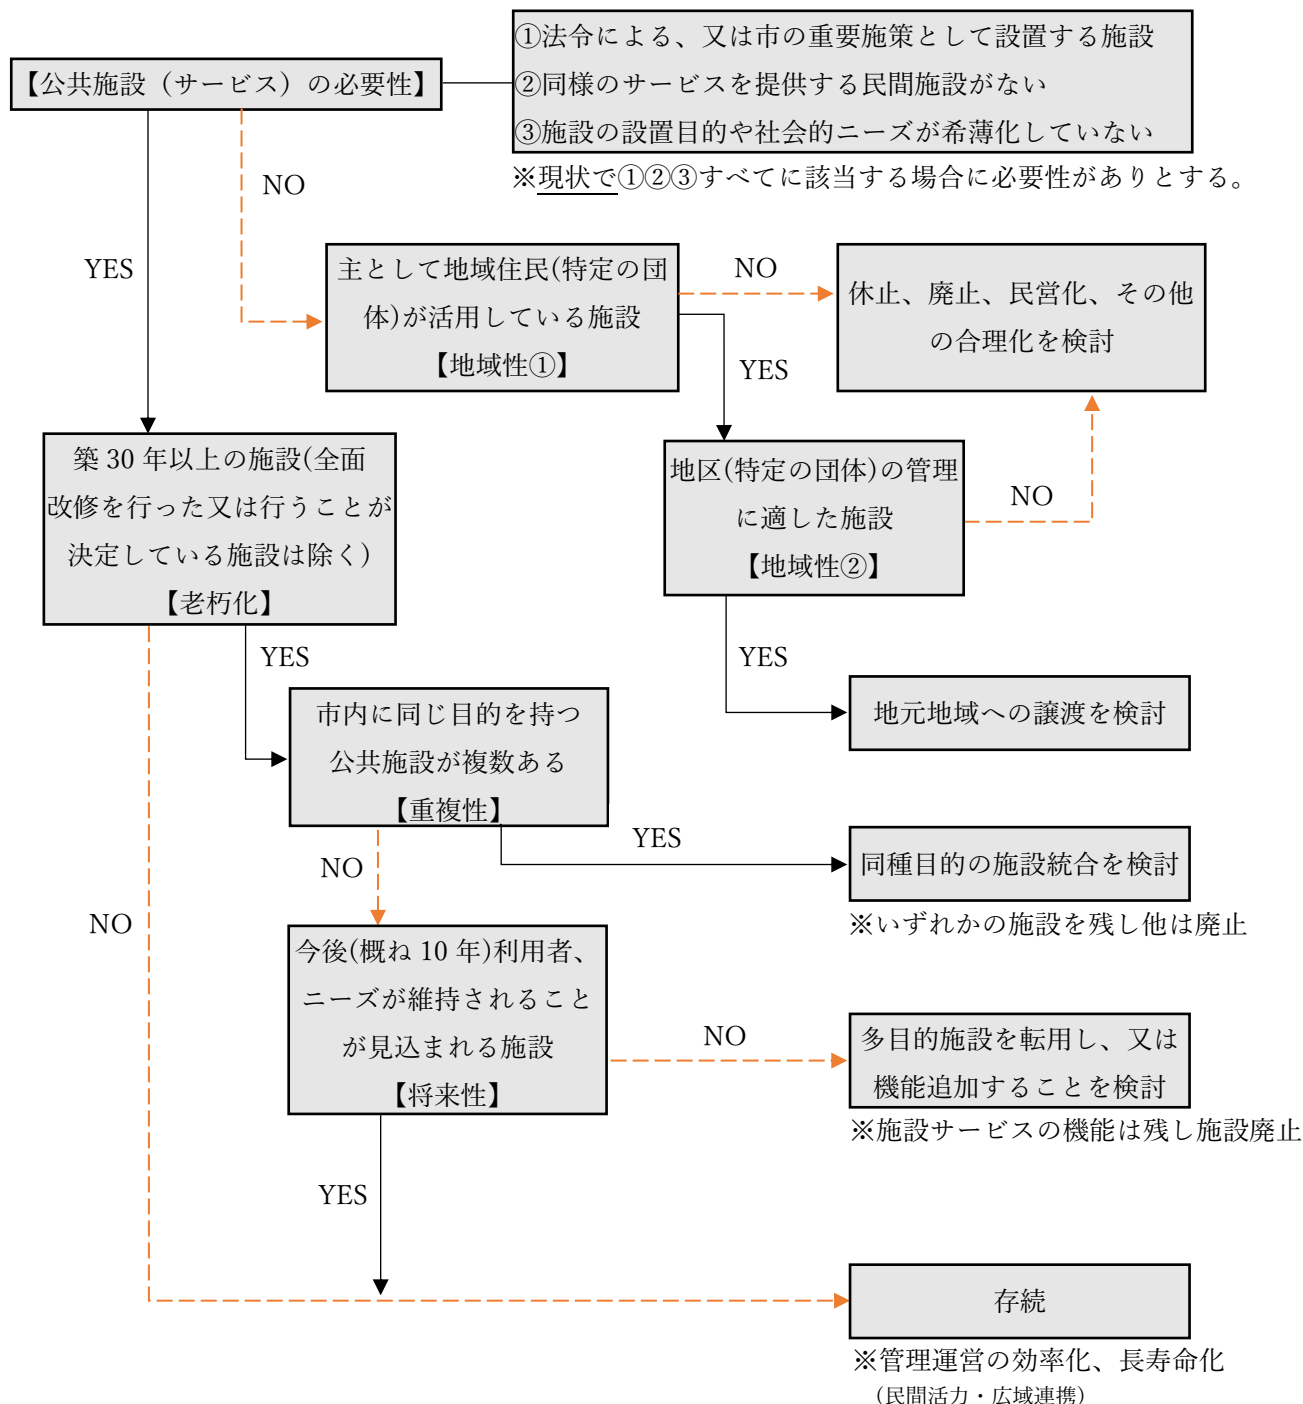 【公共施設（サービス）の必要性】
①法令による、又は市の重要施策として設置する施設
②同様のサービスを提供する民間施設がない
③施設の設置目的や社会的ニーズが希薄化していない
※現状で①②③すべてに該当する場合に必要性がありとする。
NO
YES
主として地域住民(特定の団
体)が活用している施設
【地域性①】
NO
休止、廃止、民営化、その他
の合理化を検討
YES
築 30 年以上の施設(全面
改修を行った又は行うことが
決定している施設は除く)
【老朽化】
地区(特定の団体)の管理
に適した施設
【地域性②】
NO
YES
YES
地元地域への譲渡を検討
市内に同じ目的を持つ
公共施設が複数ある
【重複性】
YES
NO
同種目的の施設統合を検討
※いずれかの施設を残し他は廃止
NO
今後(概ね 10 年)利用者、
ニーズが維持されること
が見込まれる施設
【将来性】
NO
多目的施設を転用し、又は
機能追加することを検討
※施設サービスの機能は残し施設廃止
YES
存続
※管理運営の効率化、長寿命化
（民間活力・広域連携）